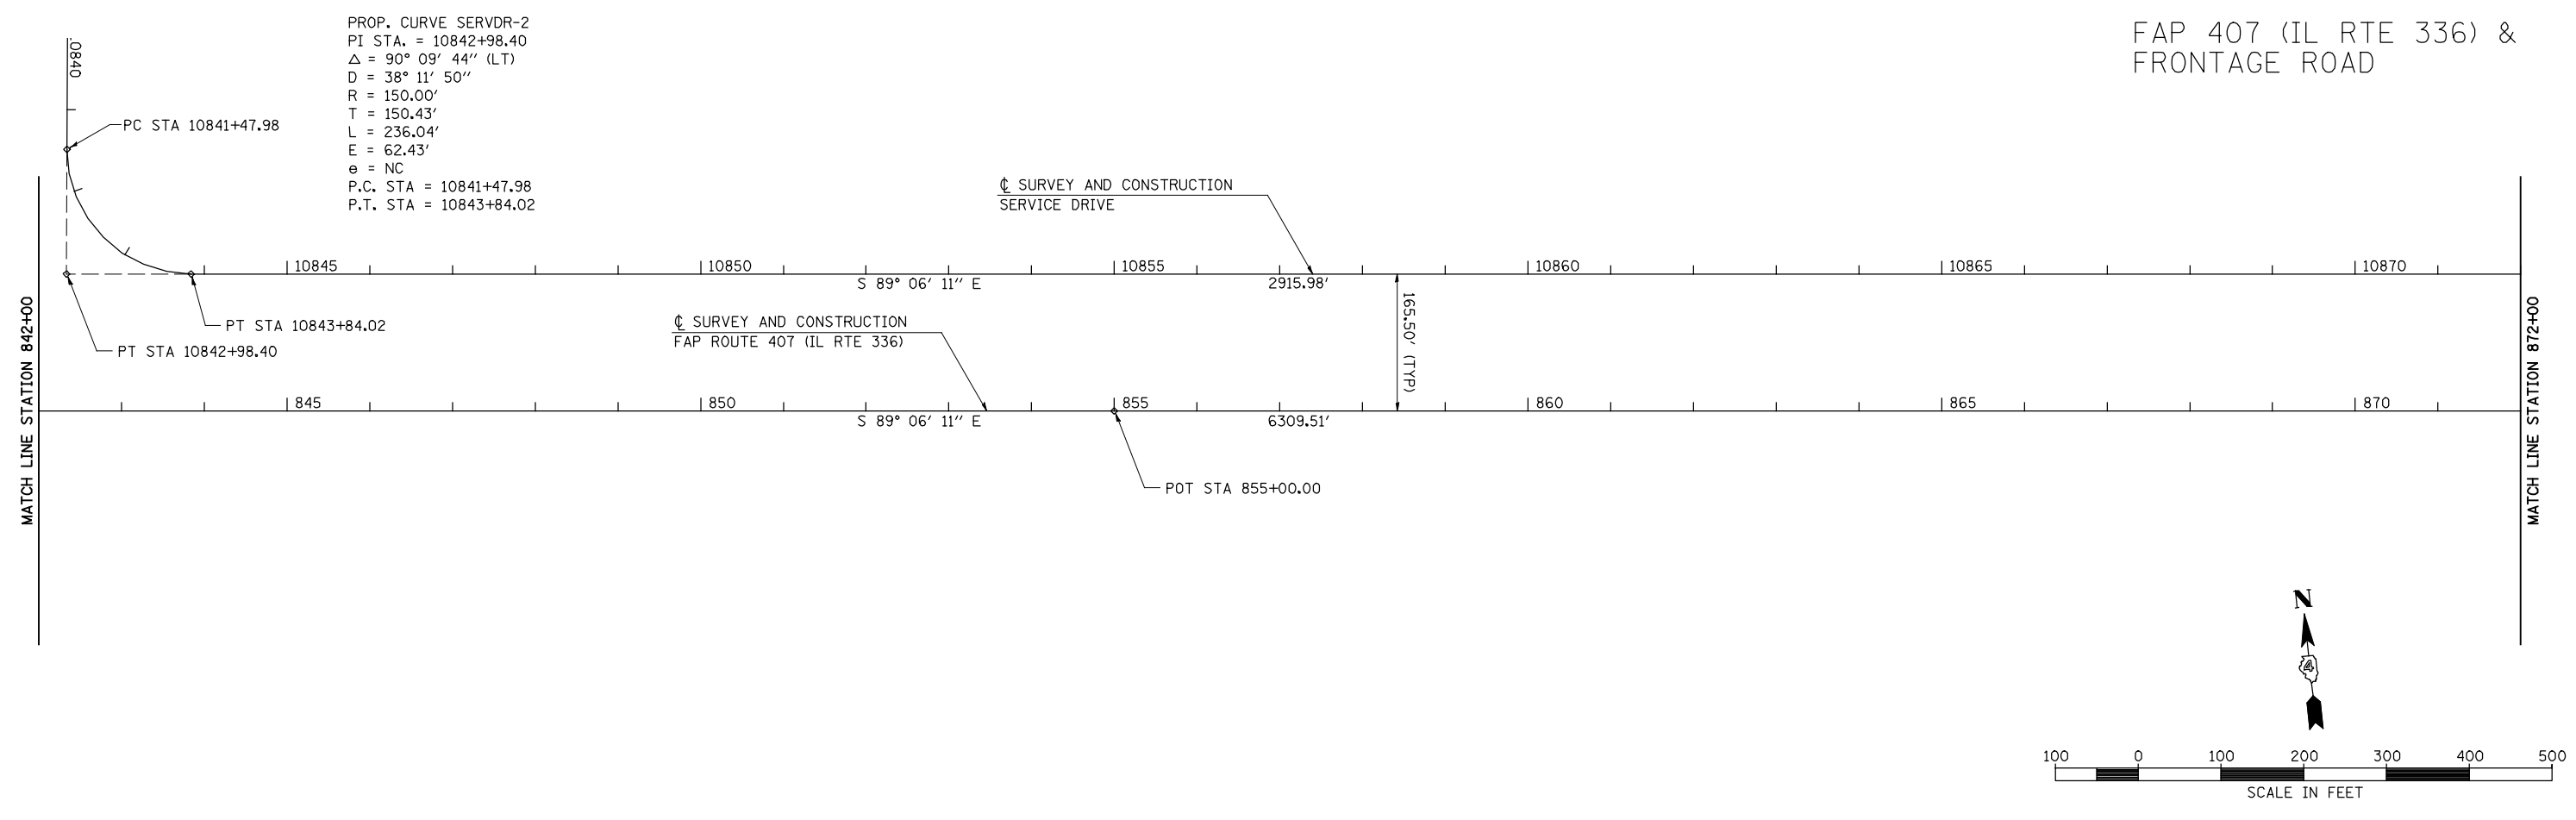 FAP 407 (IL RTE 336) &
FRONTAGE ROAD
PROP. CURVE SERVDR-2
PI STA. = 10842+98.40
△ = 90° 09' 44" (LT)
D = 38° 11' 50"
R = 150.00'
T = 150.43'
L = 236.04'
E = 62.43'
e = NC
P.C. STA = 10841+47.98
P.T. STA = 10843+84.02
0840
PC STA 10841+47.98
℄ SURVEY AND CONSTRUCTION
SERVICE DRIVE
10845
10850
10855
10860
10865
10870
S 89° 06' 11" E
2915.98'
PT STA 10843+84.02
PT STA 10842+98.40
℄ SURVEY AND CONSTRUCTION
FAP ROUTE 407 (IL RTE 336)
165.50' (TYP)
845
850
855
860
865
870
S 89° 06' 11" E
6309.51'
POT STA 855+00.00
MATCH LINE STATION 842+00
MATCH LINE STATION 872+00
N
4
100 0 100 200 300 400 500
SCALE IN FEET